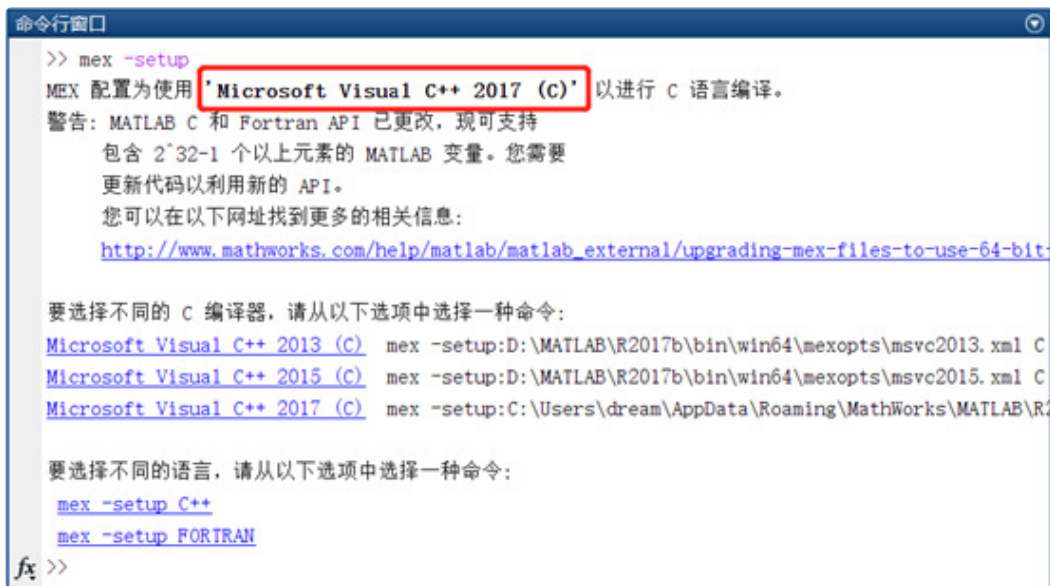 命令行窗口
>> mex -setup
MEX 配置为使用 'Microsoft Visual C++ 2017 (C)' 以进行 C 语言编译。
警告: MATLAB C 和 Fortran API 已更改，现可支持
包含 2^32-1 个以上元素的 MATLAB 变量。您需要
更新代码以利用新的 API。
您可以在以下网址找到更多的相关信息:
http://www.mathworks.com/help/matlab/matlab_external/upgrading-mex-files-to-use-64-bit-
要选择不同的 C 编译器，请从以下选项中选择一种命令:
Microsoft Visual C++ 2013 (C) mex -setup:D:\MATLAB\R2017b\bin\win64\mexopts\msvc2013.xml C
Microsoft Visual C++ 2015 (C) mex -setup:D:\MATLAB\R2017b\bin\win64\mexopts\msvc2015.xml C
Microsoft Visual C++ 2017 (C) mex -setup:C:\Users\dream\AppData\Roaming\MathWorks\MATLAB\R2
要选择不同的语言，请从以下选项中选择一种命令:
mex -setup C++
mex -setup FORTRAN
fx >>